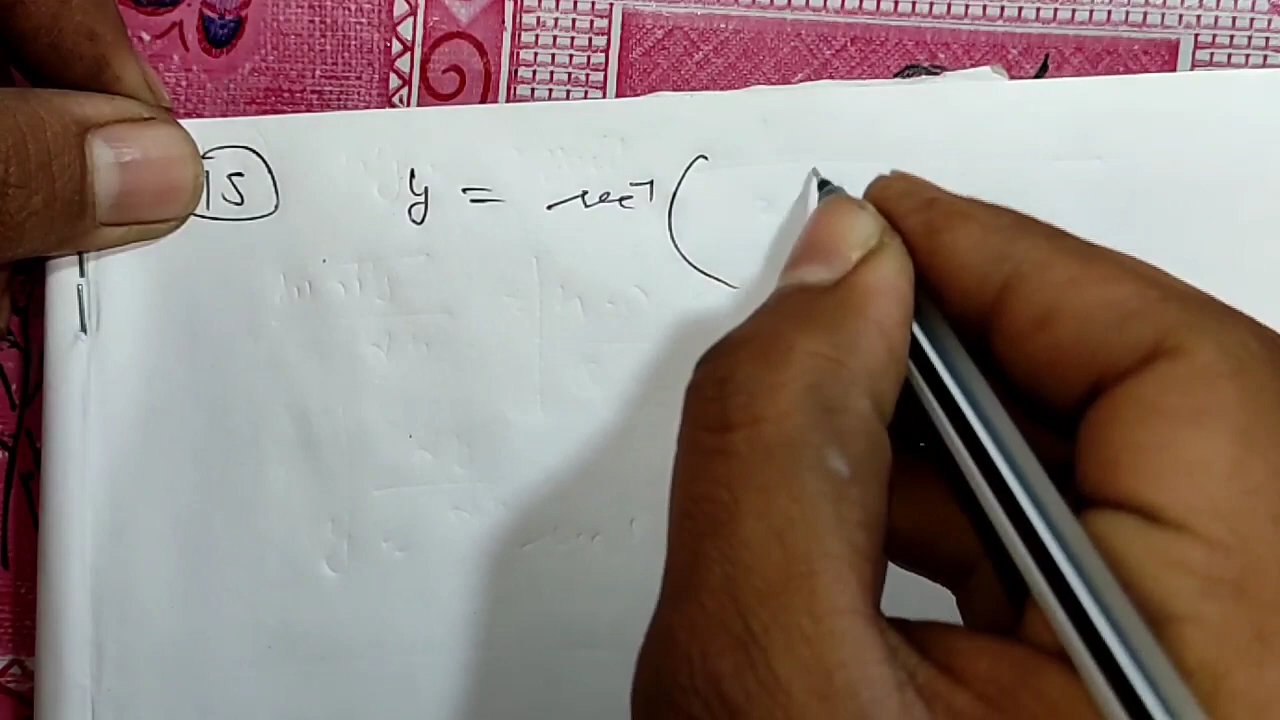 15 y = sec⁻¹(